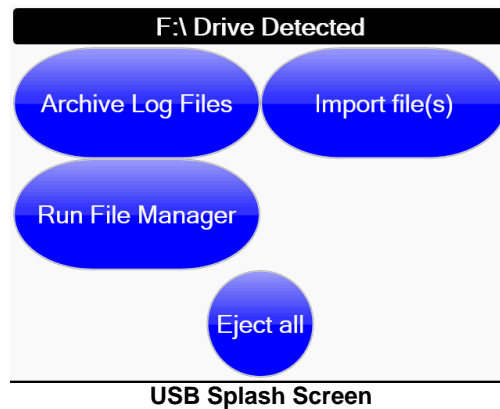 F:\ Drive Detected
Archive Log Files
Import file(s)
Run File Manager
Eject all
USB Splash Screen